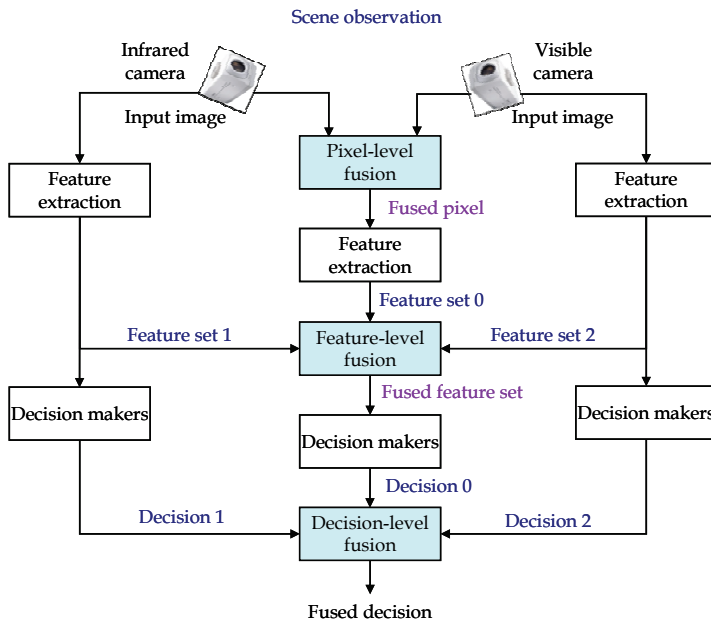 Scene observation
Infrared
camera
Visible
camera
Input image
Input image
Pixel-level
fusion
Feature
extraction
Feature
extraction
Fused pixel
Feature
extraction
Feature set 0
Feature set 1
Feature-level
fusion
Feature set 2
Fused feature set
Decision makers
Decision makers
Decision makers
Decision 0
Decision 1
Decision-level
fusion
Decision 2
Fused decision